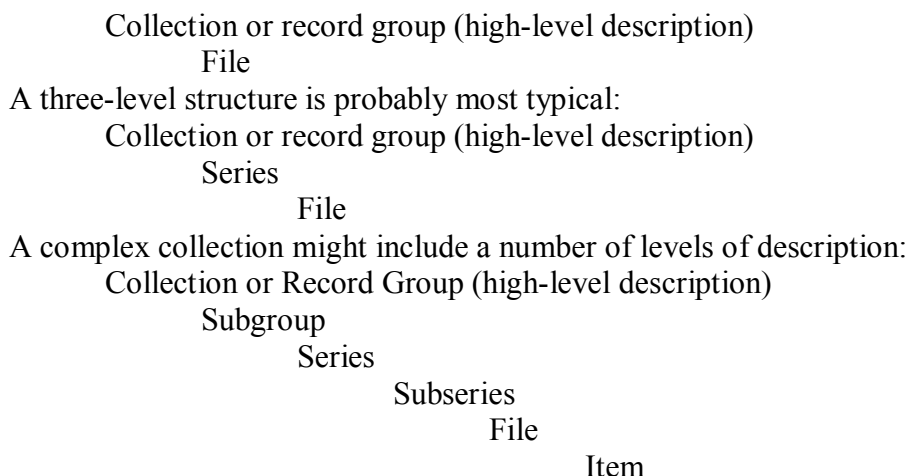 Collection or record group (high-level description)
File
A three-level structure is probably most typical:
Collection or record group (high-level description)
Series
File
A complex collection might include a number of levels of description:
Collection or Record Group (high-level description)
Subgroup
Series
Subseries
File
Item